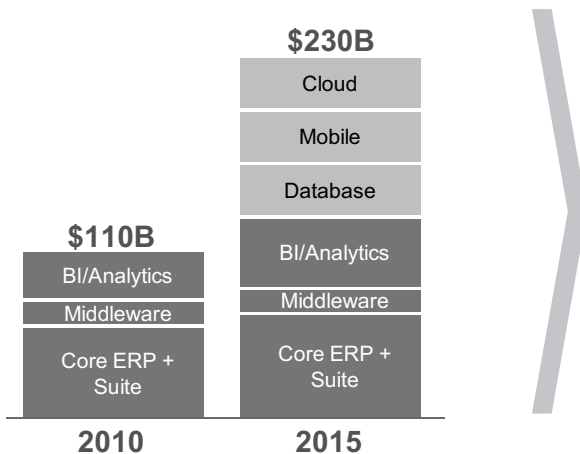 $230B
Cloud
Mobile
Database
BI/Analytics
Middleware
Core ERP +
Suite
$110B
BI/Analytics
Middleware
Core ERP +
Suite
2010
2015